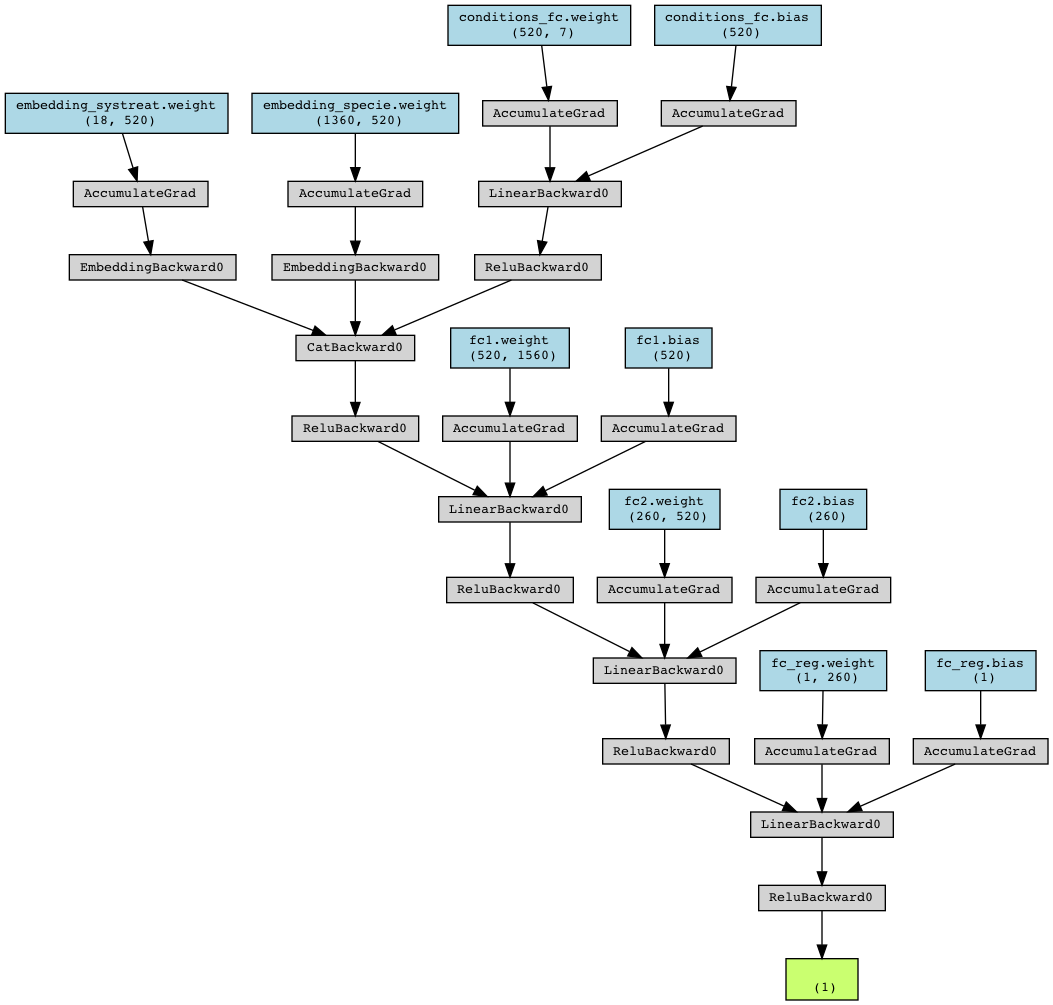 conditions_fc.weight
(520, 7)
conditions_fc.bias
(520)
embedding_systreat.weight
(18, 520)
embedding_specie.weight
(1360, 520)
AccumulateGrad
AccumulateGrad
AccumulateGrad
AccumulateGrad
LinearBackward0
EmbeddingBackward0
EmbeddingBackward0
ReluBackward0
CatBackward0
fc1.weight
(520, 1560)
fc1.bias
(520)
ReluBackward0
AccumulateGrad
AccumulateGrad
LinearBackward0
fc2.weight
(260, 520)
fc2.bias
(260)
ReluBackward0
AccumulateGrad
AccumulateGrad
LinearBackward0
fc_reg.weight
(1, 260)
fc_reg.bias
(1)
ReluBackward0
AccumulateGrad
AccumulateGrad
LinearBackward0
ReluBackward0
(1)